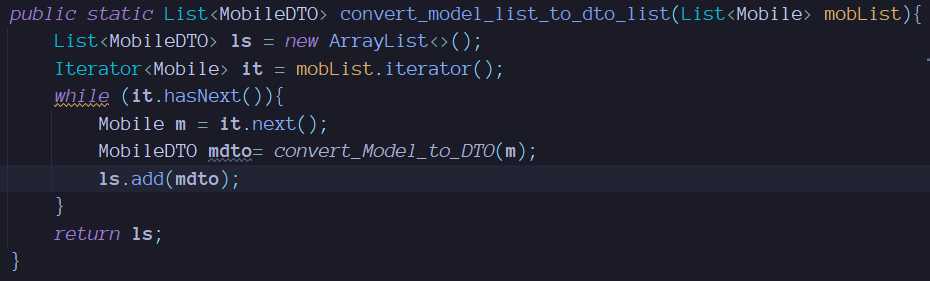 public static List<MobileDTO> convert_model_list_to_dto_list(List<Mobile> mobList){
List<MobileDTO> ls = new ArrayList<>();
Iterator<Mobile> it = mobList.iterator();
while (it.hasNext()){
Mobile m = it.next();
MobileDTO mdto= convert_Model_to_DTO(m);
ls.add(mdto);
}
return ls;
}